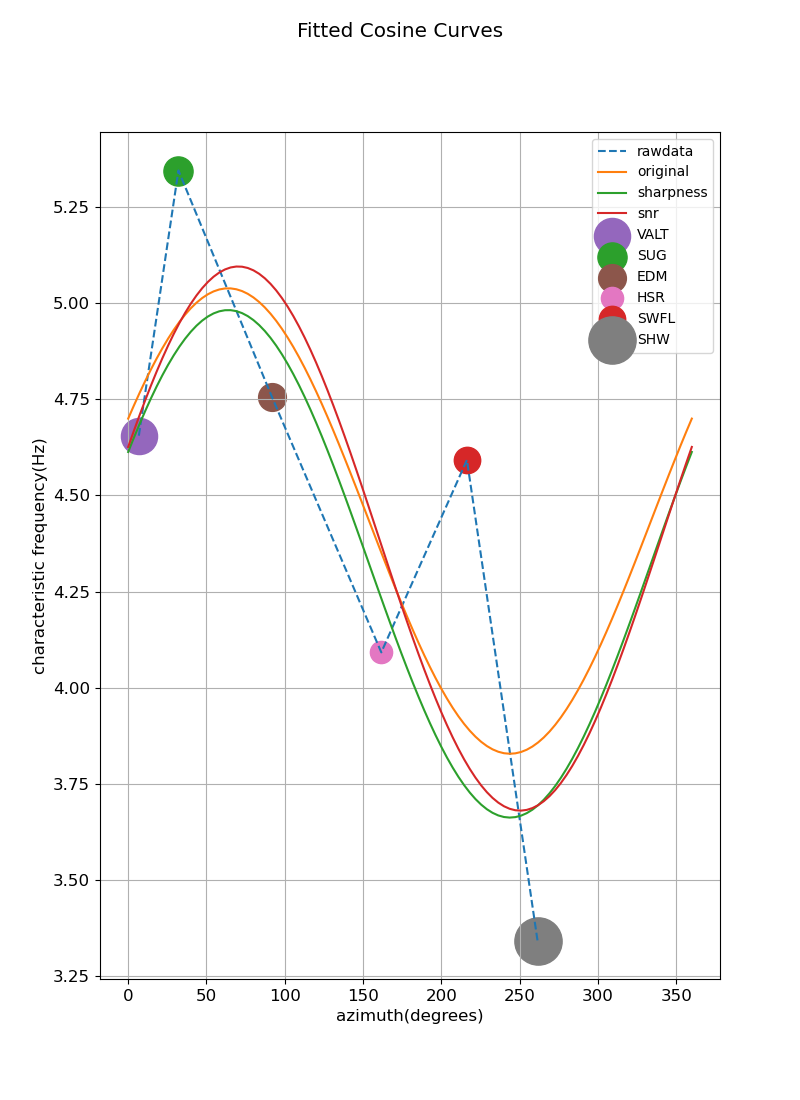 Fitted Cosine Curves
rawdata
original
sharpness
snr
VALT
SUG
EDM
HSR
SWFL
SHW
characteristic frequency(Hz)
5.25
5.00
4.75
4.50
4.25
4.00
3.75
3.50
3.25
0 50 100 150 200 250 300 350
azimuth(degrees)